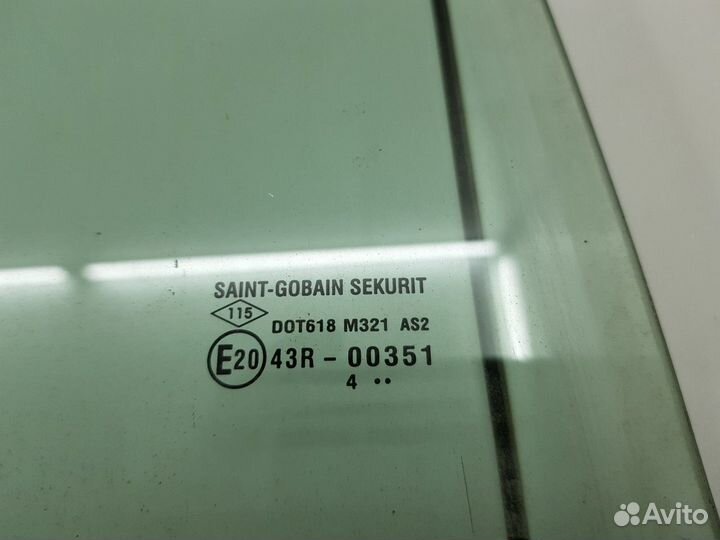 SAINT-GOBAIN SEKURIT
115 DOT618 M321 AS2
E20 43R - 00351
4 ••
Avito